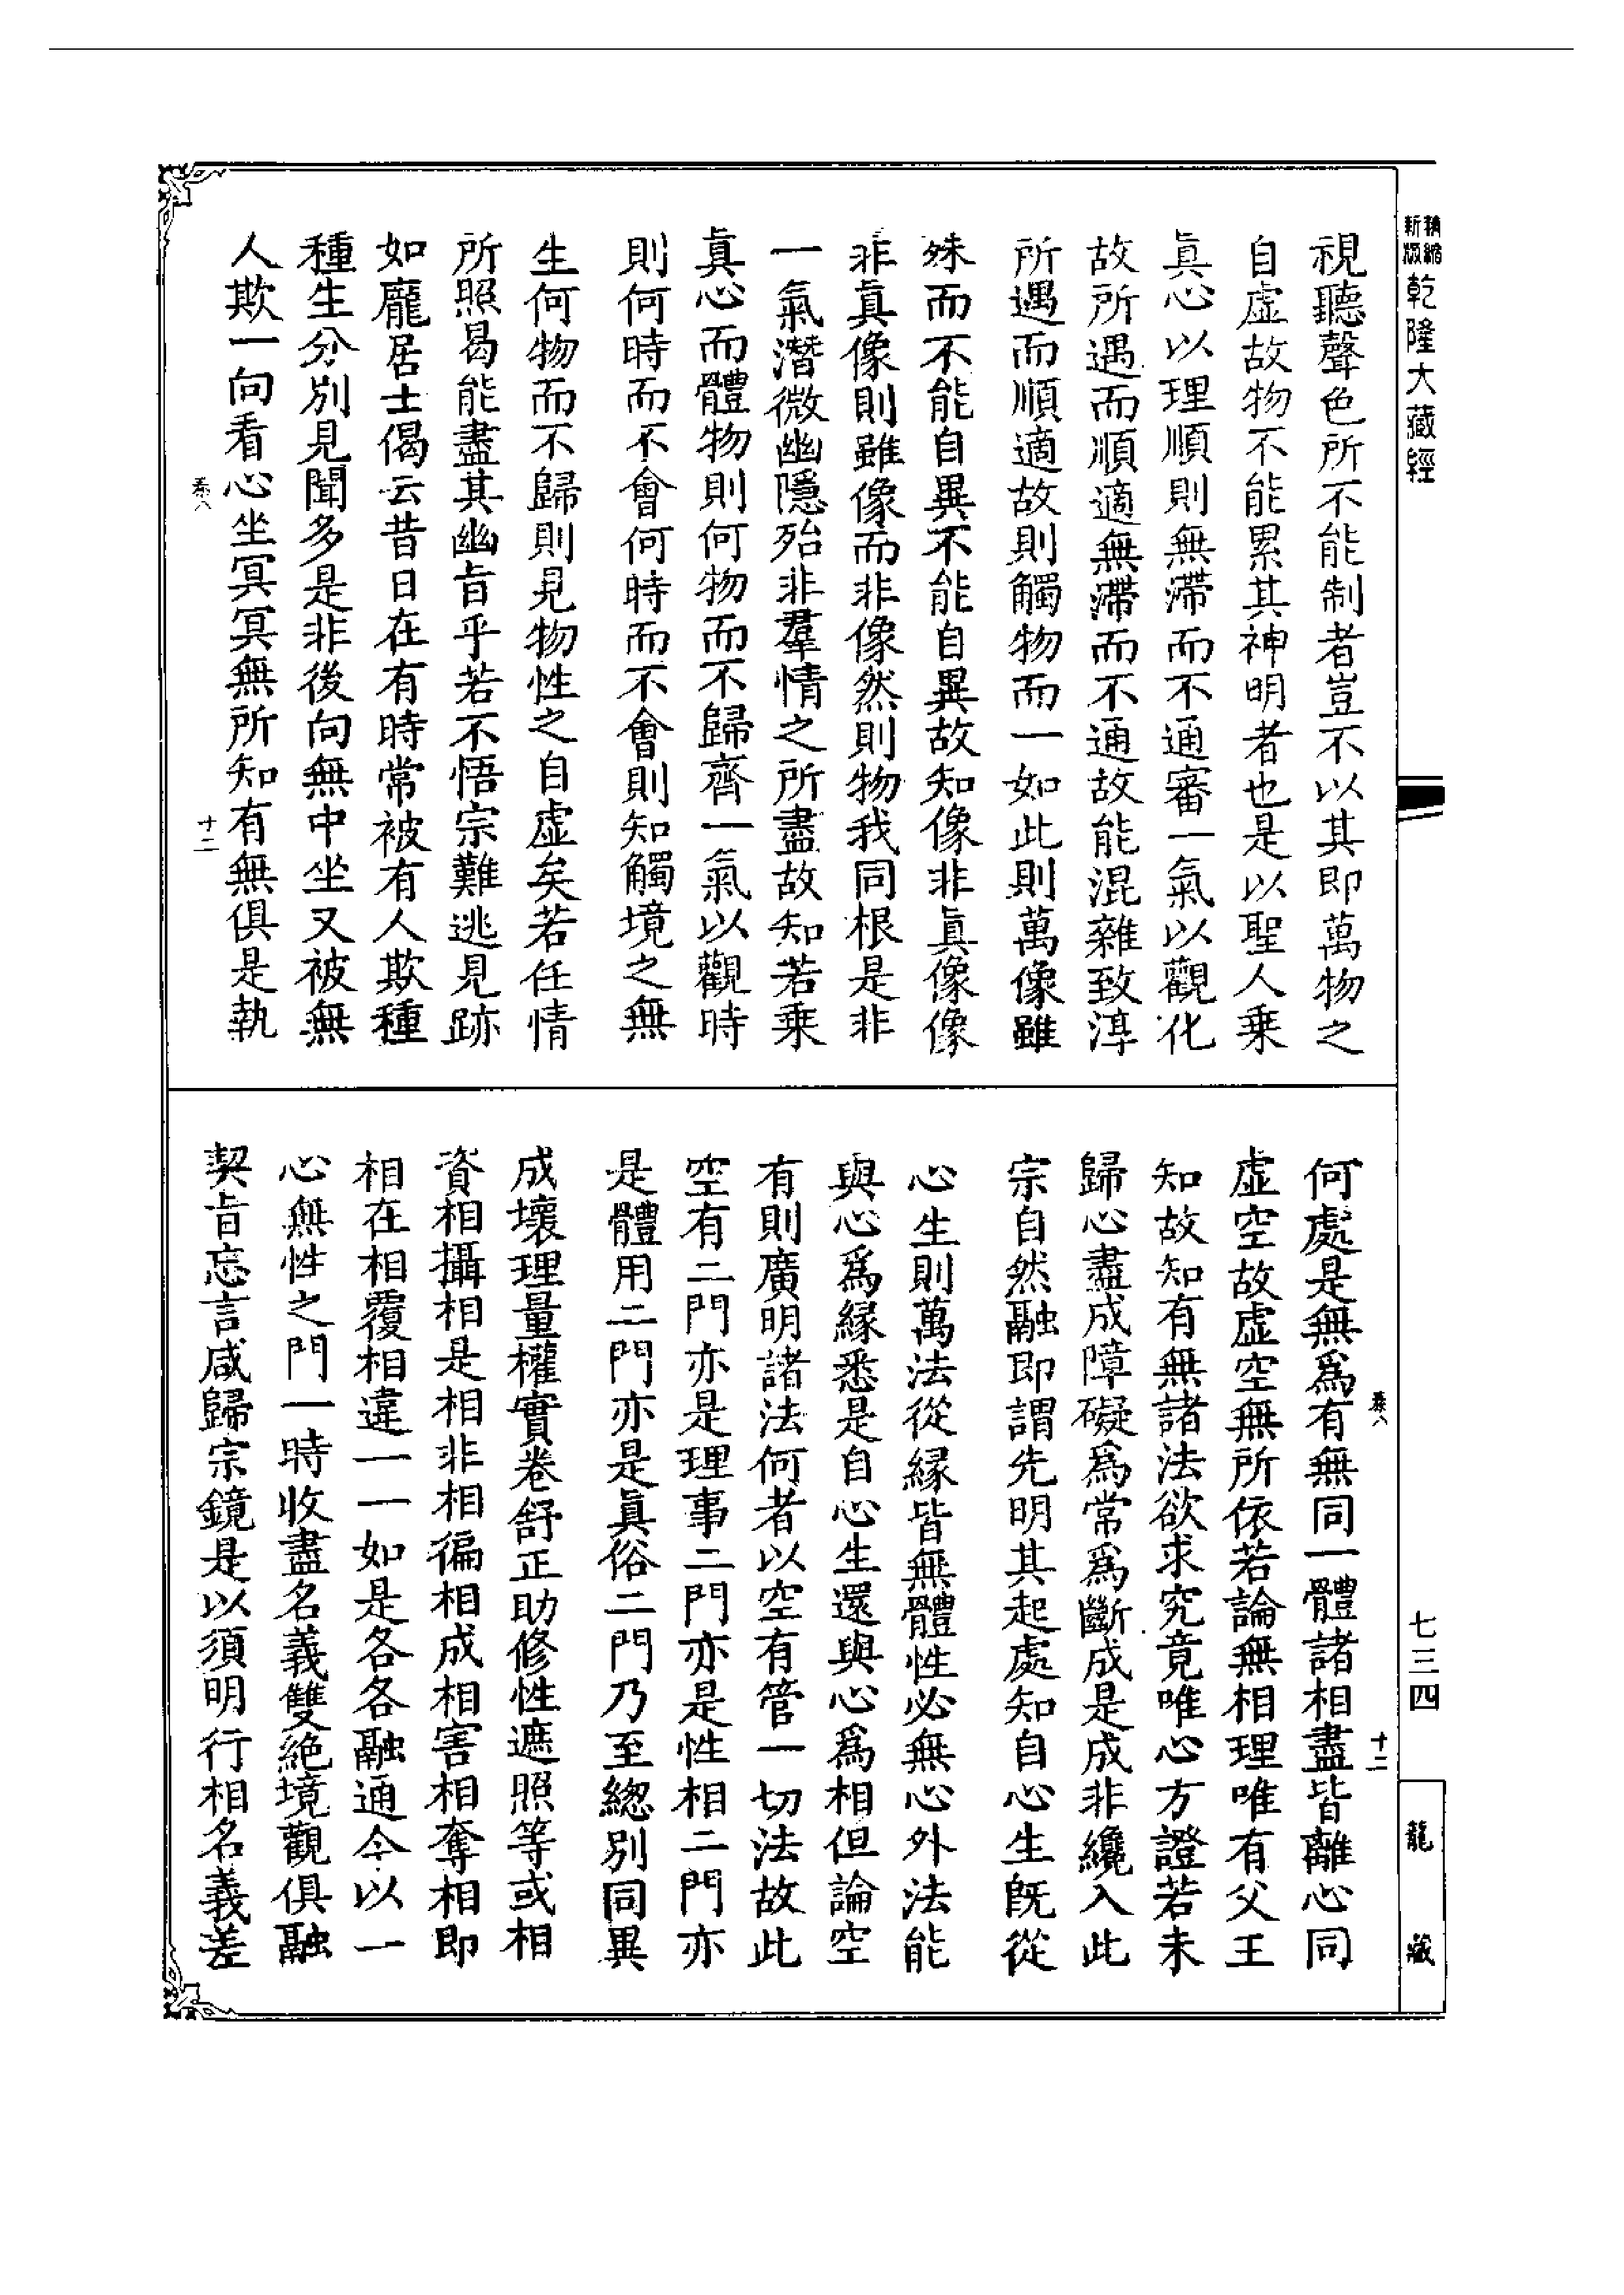 精縮新版乾隆大藏經
視聽聲色所不能制者豈不以其即萬物之
自虛故物不能累其神明者也是以聖人乗
眞心以理順則無滯而不通審一氣以觀化
故所遇而順適無滯而不通故能混雜致淳
所遇而順適故則觸物而一如此則萬像雖
殊而不能自異不能自異故知像非眞像像
非眞像則雖像而非像然則物我同根是非
一氣潛微幽隱殆非羣情之所盡故知若乗
眞心而體物則何物而不歸齊一氣以觀時
則何時而不會何時而不會則知觸境之無
生何物而不歸則見物性之自虛矣若任情
所照曷能盡其幽旨乎若不悟宗難逃見跡
如龐居士偈云昔日在有時常被有人欺種
種生分別見聞多是非後向無中坐又被無
人欺一向看心坐冥冥無所知有無俱是執
十二
何處是無爲有無同一體諸相盡皆離心同
虛空故虛空無所依若論無相理唯有父王
知故知有無諸法欲求究竟唯心方證若未
歸心盡成障礙爲常爲斷成是成非纔入此
宗自然融即謂先明其起處知自心生旣從
心生則萬法從緣皆無體性必無心外法能
與心爲緣悉是自心生還與心爲相但論空
有則廣明諸法何者以空有管一切法故此
空有二門亦是理事二門亦是性相二門亦
是體用二門亦是眞俗二門乃至總別同異
成壞理量權實卷舒正助修性遮照等或相
資相攝相是相非相徧相成相害相奪相即
相在相覆相違一一如是各各融通今以一
心無性之門一時收盡名義雙絕境觀俱融
契旨忘言咸歸宗鏡是以須明行相名義差
十二
七三四
龍藏